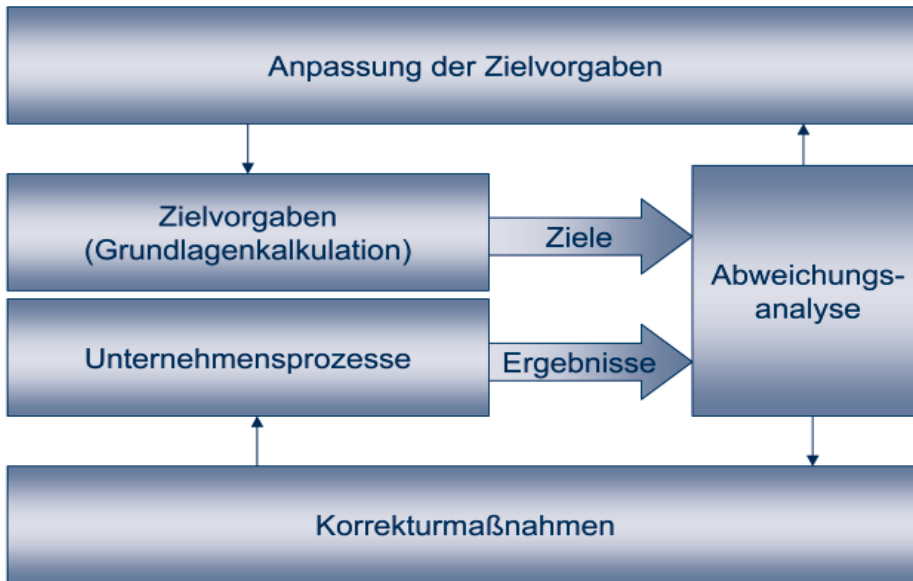 Anpassung der Zielvorgaben
Zielvorgaben
(Grundlagenkalkulation)
Ziele
Abweichungs-
analyse
Unternehmensprozesse
Ergebnisse
Korrekturmaßnahmen